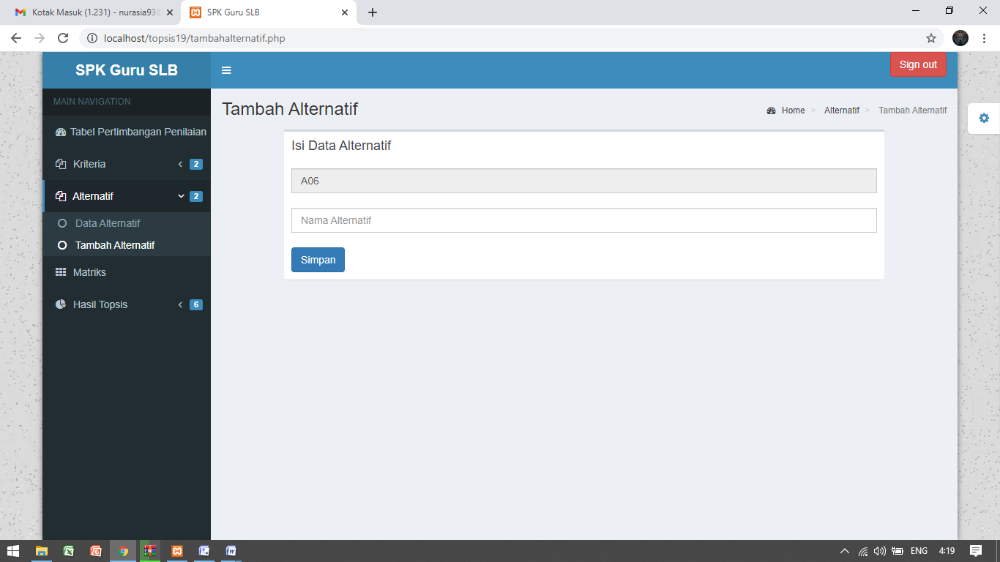 Kotak Masuk (1.231) - nurasia93
SPK Guru SLB
localhost/topsis19/tambahalternatif.php
SPK Guru SLB
Sign out
MAIN NAVIGATION
Tambah Alternatif
Home > Alternatif > Tambah Alternatif
Tabel Pertimbangan Penilaian
Isi Data Alternatif
Kriteria 2
A06
Alternatif 2
Nama Alternatif
Data Alternatif
Tambah Alternatif
Simpan
Matriks
Hasil Topsis 6
ENG 4:19